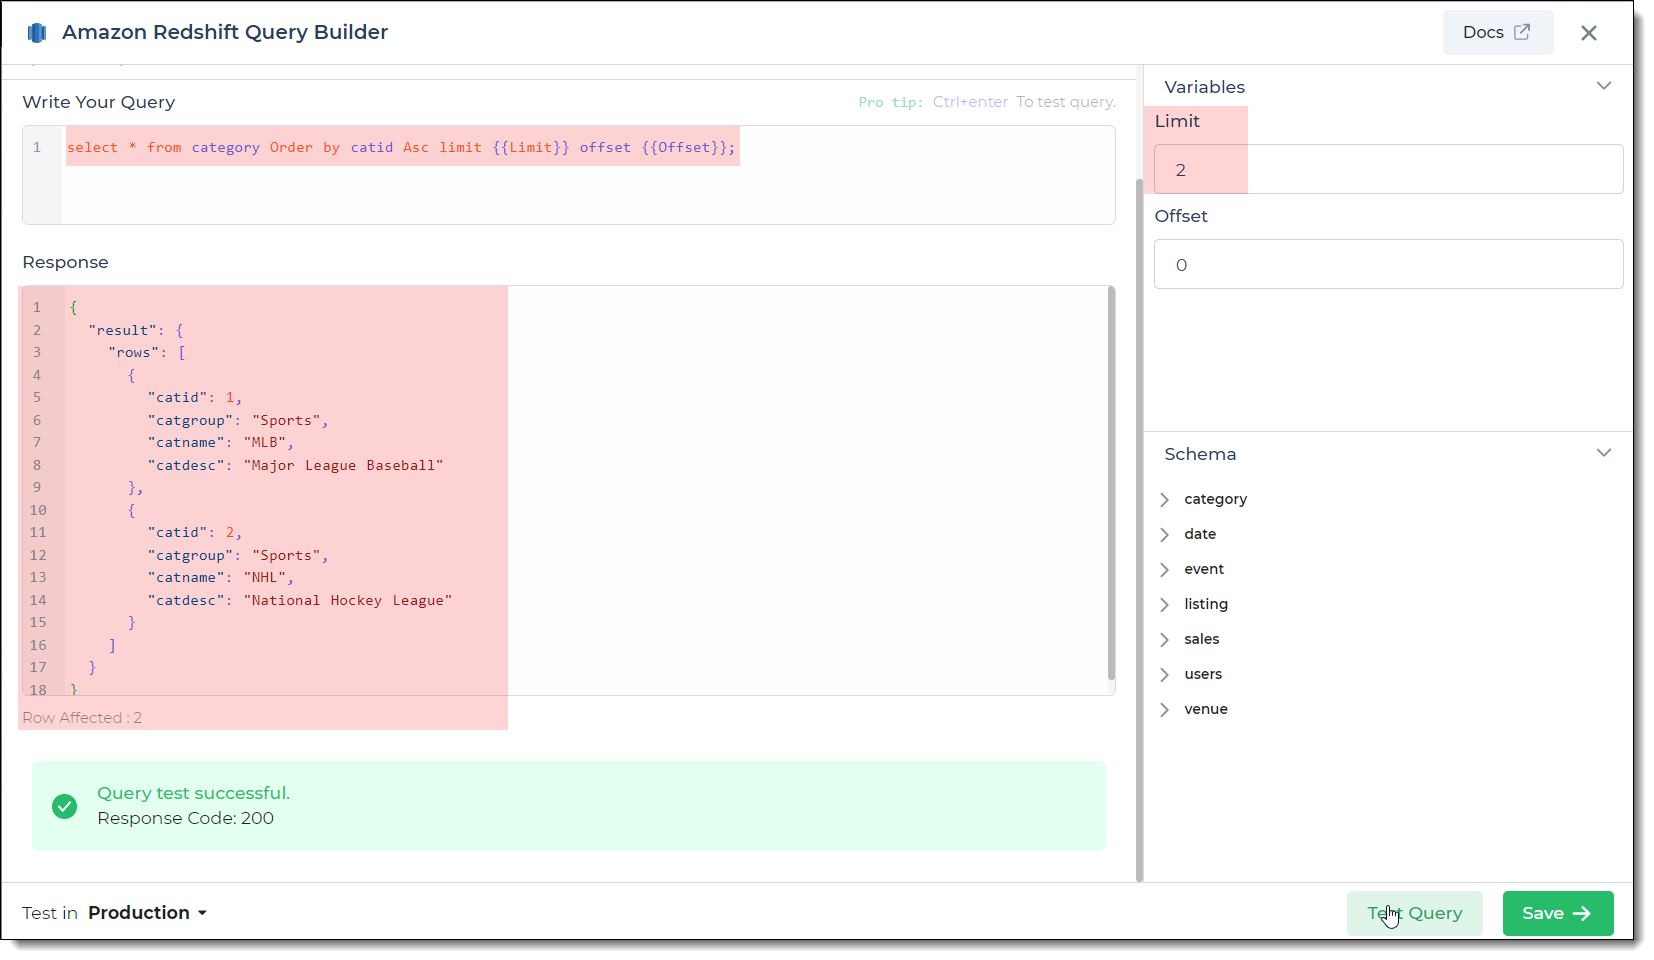 Amazon Redshift Query Builder
Docs
Write Your Query
Pro tip: Ctrl+enter To test query.
1 select * from category Order by catid Asc limit {{Limit}} offset {{Offset}};
Response
1 {
2 "result": {
3 "rows": [
4 {
5 "catid": 1,
6 "catgroup": "Sports",
7 "catname": "MLB",
8 "catdesc": "Major League Baseball"
9 },
10 {
11 "catid": 2,
12 "catgroup": "Sports",
13 "catname": "NHL",
14 "catdesc": "National Hockey League"
15 }
16 ]
17 }
18 }
Row Affected : 2
Query test successful.
Response Code: 200
Variables
Limit
2
Offset
0
Schema
category
date
event
listing
sales
users
venue
Test in Production
Test Query
Save